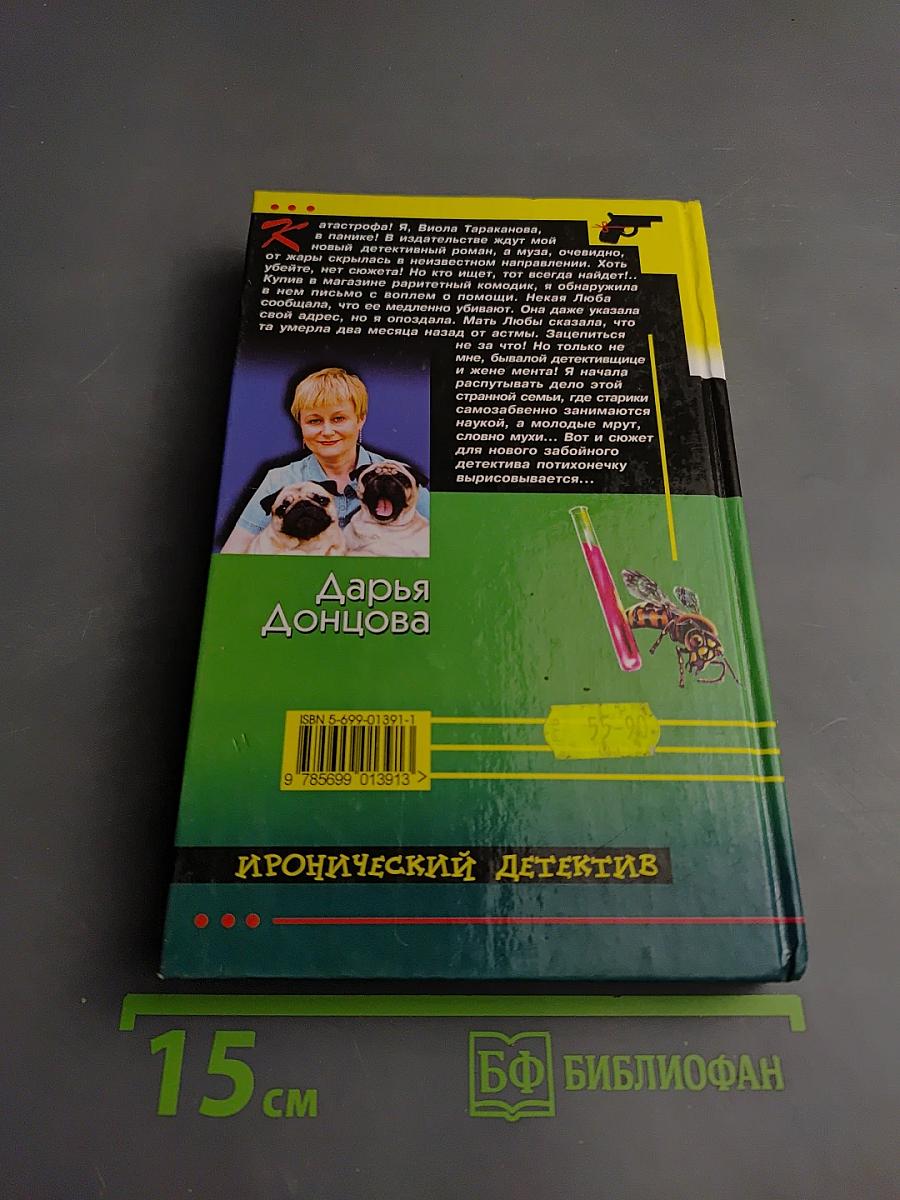 Катастрофа! Я, Виола Тараканова,
в панике! В издательстве ждут мой
новый детективный роман, а муза, очевидно,
от жары скрылась в неизвестном направлении. Хоть
убейте, нет сюжета! Но кто ищет, тот всегда найдет!..
Купив в магазине раритетный комодик, я обнаружила
в нем письмо с воплем о помощи. Некая Люба
сообщала, что ее медленно убивают. Она даже указала
свой адрес, но я опоздала. Мать Любы сказала, что
та умерла два месяца назад от астмы. Зацепиться
не за что! Но только не
мне, бывалой детективщице
и жене мента! Я начала
распутывать дело этой
странной семьи, где старики
самозабвенно занимаются
наукой, а молодые мрут,
словно мухи... Вот и сюжет
для нового забойного
детектива потихонечку
вырисовывается...
Дарья
Донцова
ISBN 5-699-01391-1
55-90
9 785699 013913 >
ИРОНИЧЕСКИЙ ДЕТЕКТИВ
15 см
БФ БИБЛИОФАН